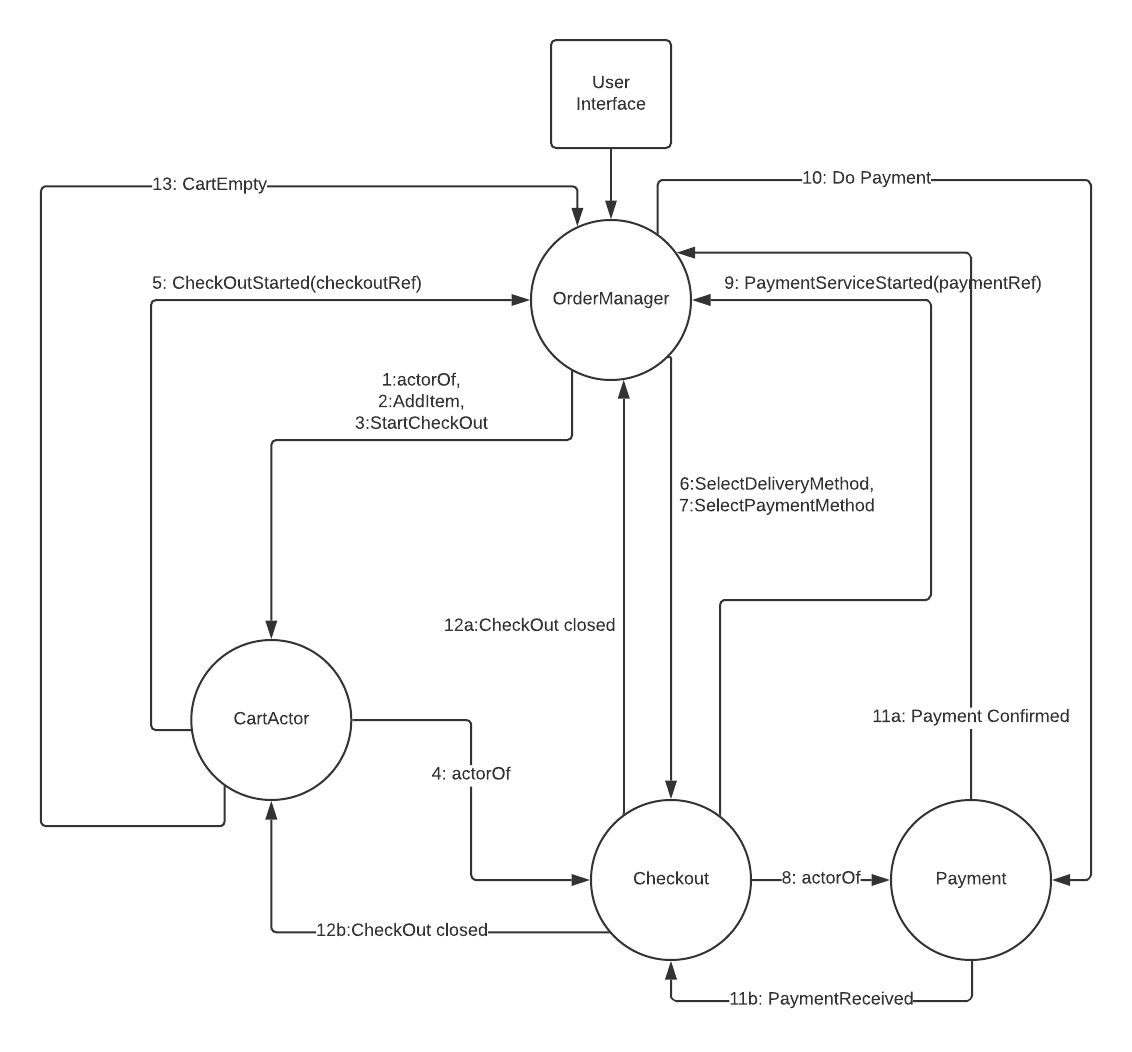 User
Interface
13: CartEmpty
10: Do Payment
5: CheckOutStarted(checkoutRef)
9: PaymentServiceStarted(paymentRef)
OrderManager
1:actorOf,
2:AddItem,
3:StartCheckOut
6:SelectDeliveryMethod,
7:SelectPaymentMethod
12a:CheckOut closed
CartActor
11a: Payment Confirmed
4: actorOf
Checkout
8: actorOf
Payment
12b:CheckOut closed
11b: PaymentReceived